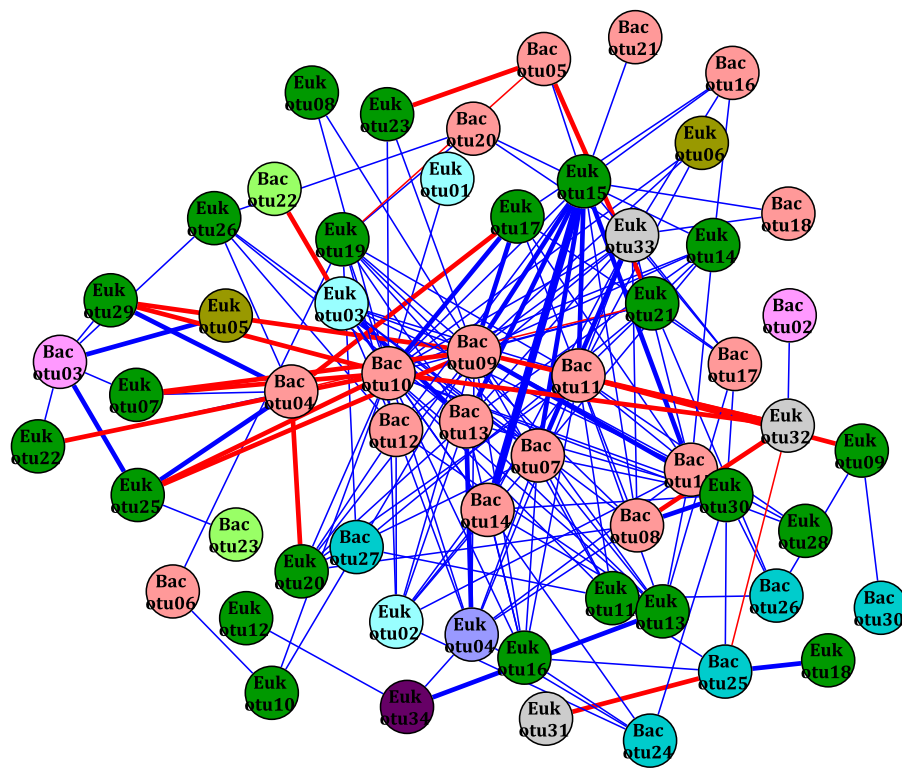 Bac
otu21
Bac
otu05
Bac
otu16
Euk
otu08
Euk
otu23
Bac
otu20
Euk
otu06
Euk
otu01
Euk
otu15
Bac
otu22
Euk
otu26
Euk
otu17
Bac
otu18
Euk
otu19
Euk
otu33
Euk
otu14
Euk
otu29
Euk
otu05
Euk
otu03
Euk
otu21
Bac
otu02
Bac
otu03
Bac
otu09
Bac
otu10
Bac
otu11
Bac
otu17
Euk
otu07
Bac
otu04
Bac
otu12
Bac
otu13
Euk
otu32
Euk
otu22
Bac
otu07
Euk
otu09
Euk
otu25
Bac
Euk
otu30
Bac
otu14
Bac
otu08
Euk
otu28
Bac
otu23
Bac
otu27
Euk
otu20
Bac
otu06
Euk
otu12
Euk
otu02
Euk
otu04
Euk
otu11
Euk
otu13
Bac
otu26
Bac
otu30
Euk
otu16
Bac
otu25
Euk
otu18
Euk
otu10
Euk
otu34
Euk
otu31
Bac
otu24